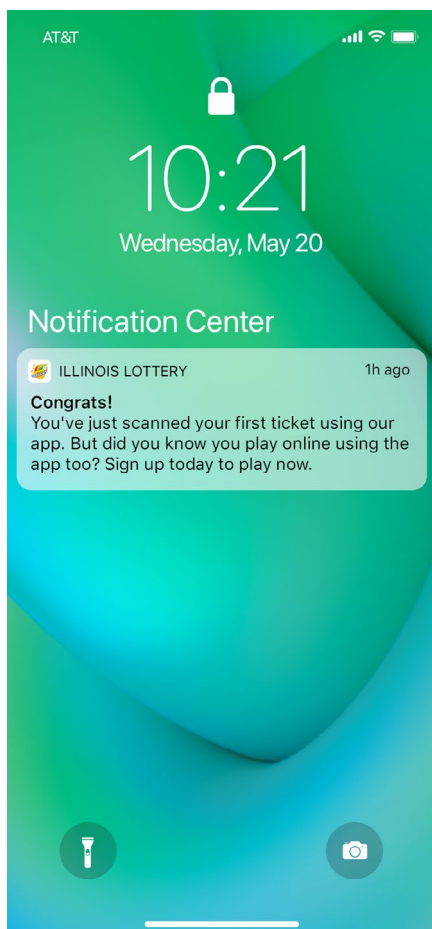 AT&T
10:21
Wednesday, May 20
Notification Center
ILLINOIS LOTTERY 1h ago
Congrats!
You've just scanned your first ticket using our
app. But did you know you play online using the
app too? Sign up today to play now.